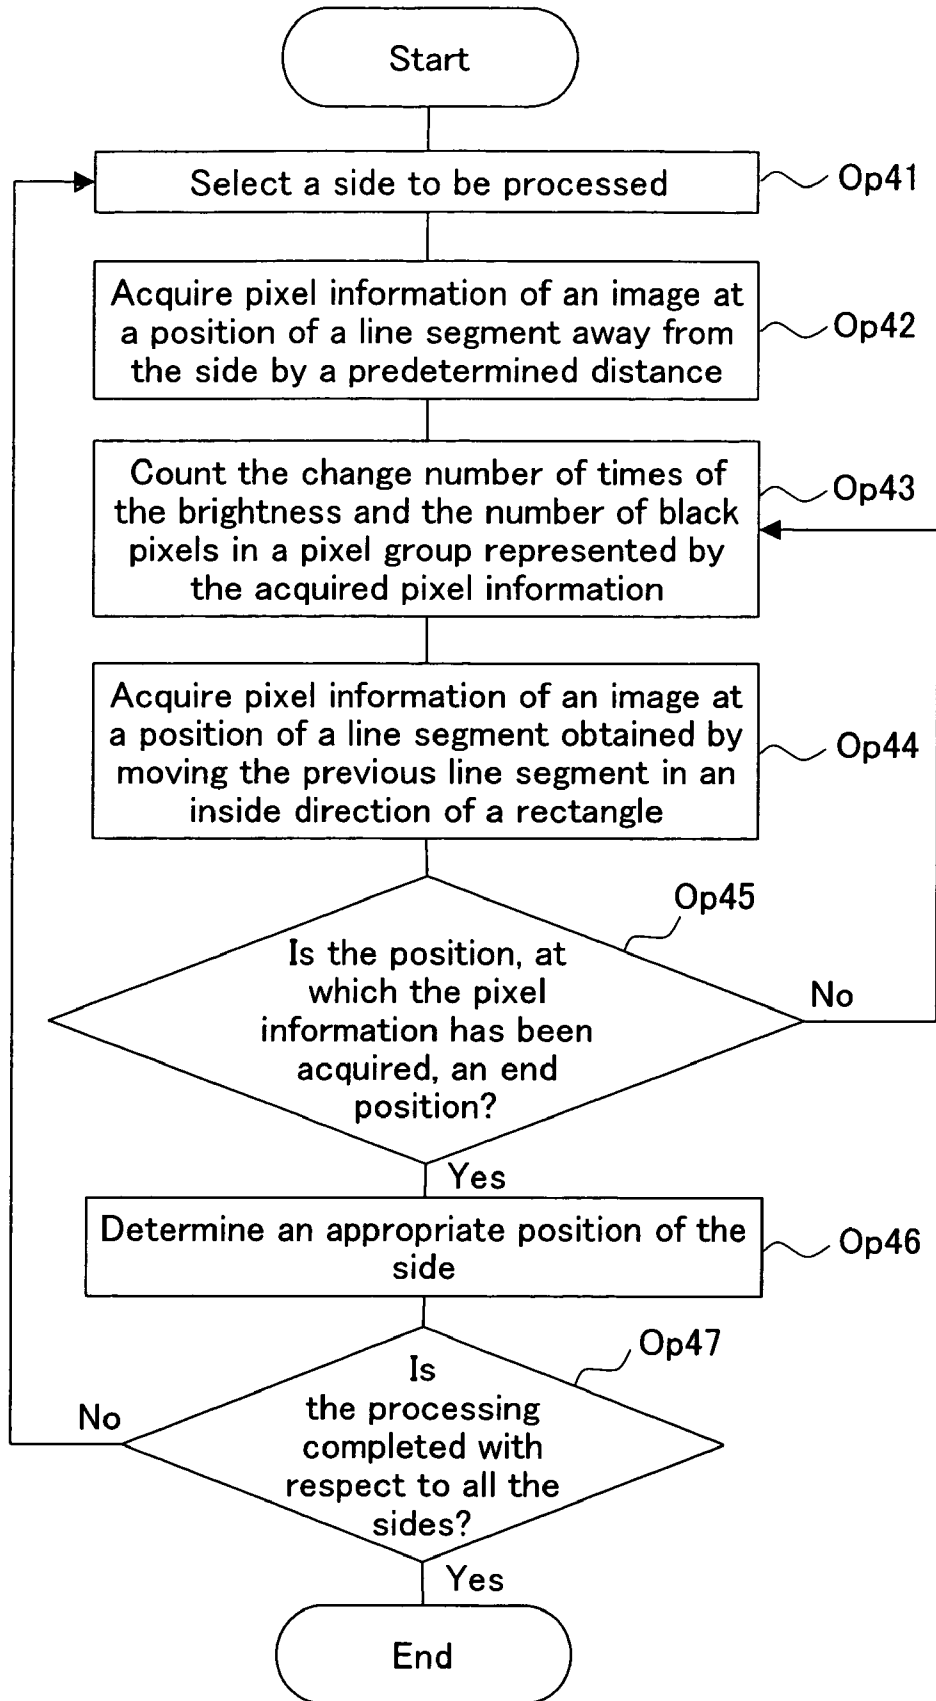 Start
Select a side to be processed
Op41
Acquire pixel information of an image at
a position of a line segment away from
the side by a predetermined distance
Op42
Count the change number of times of
the brightness and the number of black
pixels in a pixel group represented by
the acquired pixel information
Op43
Acquire pixel information of an image at
a position of a line segment obtained by
moving the previous line segment in an
inside direction of a rectangle
Op44
Op45
Is the position, at
which the pixel
information has been
acquired, an end
position?
No
Yes
Determine an appropriate position of the
side
Op46
Op47
Is
the processing
completed with
respect to all the
sides?
No
Yes
End